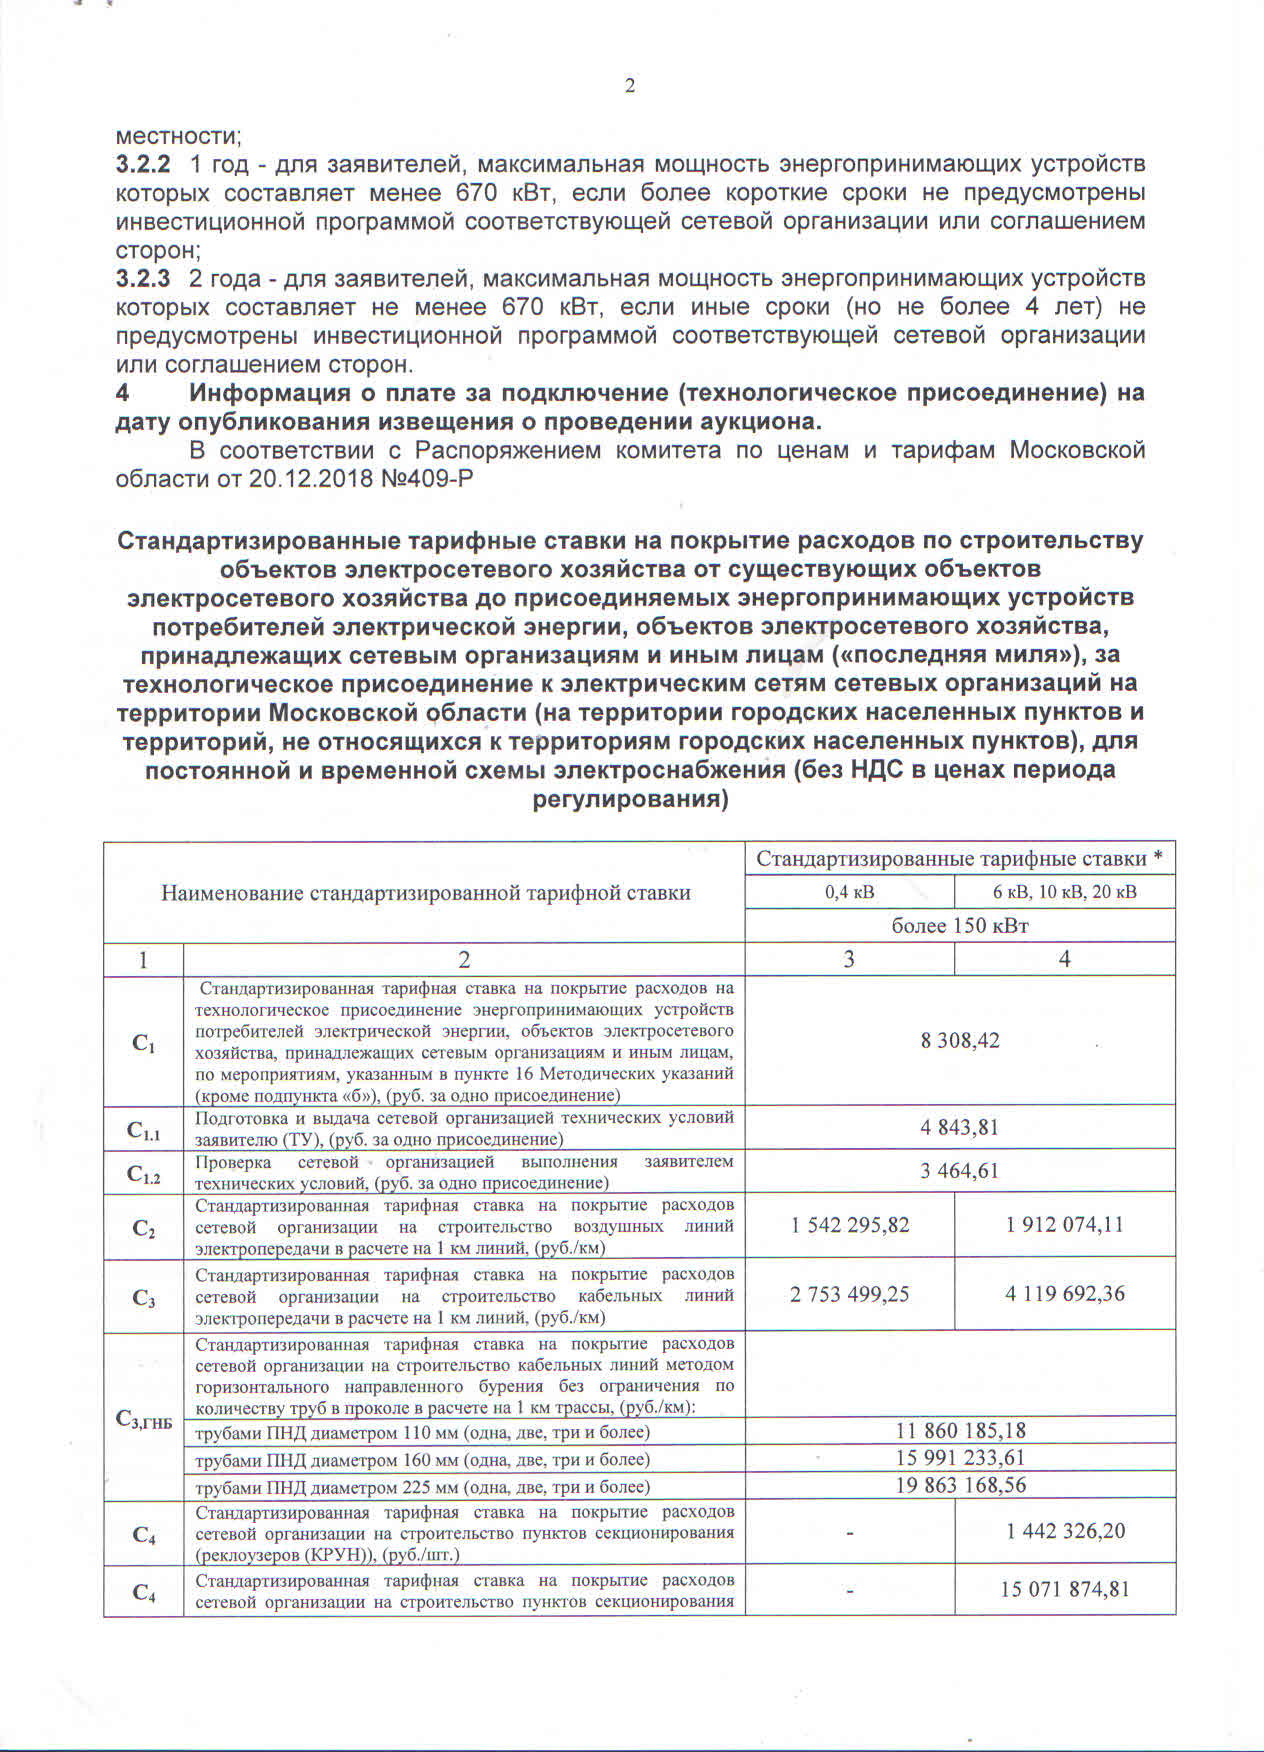 2
местности;
3.2.2 1 год - для заявителей, максимальная мощность энергопринимающих устройств
которых составляет менее 670 кВт, если более короткие сроки не предусмотрены
инвестиционной программой соответствующей сетевой организации или соглашением
сторон;
3.2.3 2 года - для заявителей, максимальная мощность энергопринимающих устройств
которых составляет не менее 670 кВт, если иные сроки (но не более 4 лет) не
предусмотрены инвестиционной программой соответствующей сетевой организации
или соглашением сторон.
4 Информация о плате за подключение (технологическое присоединение) на
дату опубликования извещения о проведении аукциона.
В соответствии с Распоряжением комитета по ценам и тарифам Московской
области от 20.12.2018 №409-Р
Стандартизированные тарифные ставки на покрытие расходов по строительству
объектов электросетевого хозяйства от существующих объектов
электросетевого хозяйства до присоединяемых энергопринимающих устройств
потребителей электрической энергии, объектов электросетевого хозяйства,
принадлежащих сетевым организациям и иным лицам («последняя миля»), за
технологическое присоединение к электрическим сетям сетевых организаций на
территории Московской области (на территории городских населенных пунктов и
территорий, не относящихся к территориям городских населенных пунктов), для
постоянной и временной схемы электроснабжения (без НДС в ценах периода
регулирования)
Наименование стандартизированной тарифной ставки
Стандартизированные тарифные ставки *
0,4 кВ 6 кВ, 10 кВ, 20 кВ
более 150 кВт
1 2 3 4
С1
Стандартизированная тарифная ставка на покрытие расходов на
технологическое присоединение энергопринимающих устройств
потребителей электрической энергии, объектов электросетевого
хозяйства, принадлежащих сетевым организациям и иным лицам,
по мероприятиям, указанным в пункте 16 Методических указаний
(кроме подпункта «б»), (руб. за одно присоединение)
8 308,42
С1.1
Подготовка и выдача сетевой организацией технических условий
заявителю (ТУ), (руб. за одно присоединение)
4 843,81
С1.2
Проверка сетевой организацией выполнения заявителем
технических условий, (руб. за одно присоединение)
3 464,61
С2
Стандартизированная тарифная ставка на покрытие расходов
сетевой организации на строительство воздушных линий
электропередачи в расчете на 1 км линий, (руб./км)
1 542 295,82 1 912 074,11
С3
Стандартизированная тарифная ставка на покрытие расходов
сетевой организации на строительство кабельных линий
электропередачи в расчете на 1 км линий, (руб./км)
2 753 499,25 4 119 692,36
С3,ГНБ
Стандартизированная тарифная ставка на покрытие расходов
сетевой организации на строительство кабельных линий методом
горизонтального направленного бурения без ограничения по
количеству труб в проколе в расчете на 1 км трассы, (руб./км):
трубами ПНД диаметром 110 мм (одна, две, три и более) 11 860 185,18
трубами ПНД диаметром 160 мм (одна, две, три и более) 15 991 233,61
трубами ПНД диаметром 225 мм (одна, две, три и более) 19 863 168,56
С4
Стандартизированная тарифная ставка на покрытие расходов
сетевой организации на строительство пунктов секционирования
(реклоузеров (КРУН)), (руб./шт.)
- 1 442 326,20
С4
Стандартизированная тарифная ставка на покрытие расходов
сетевой организации на строительство пунктов секционирования
- 15 071 874,81